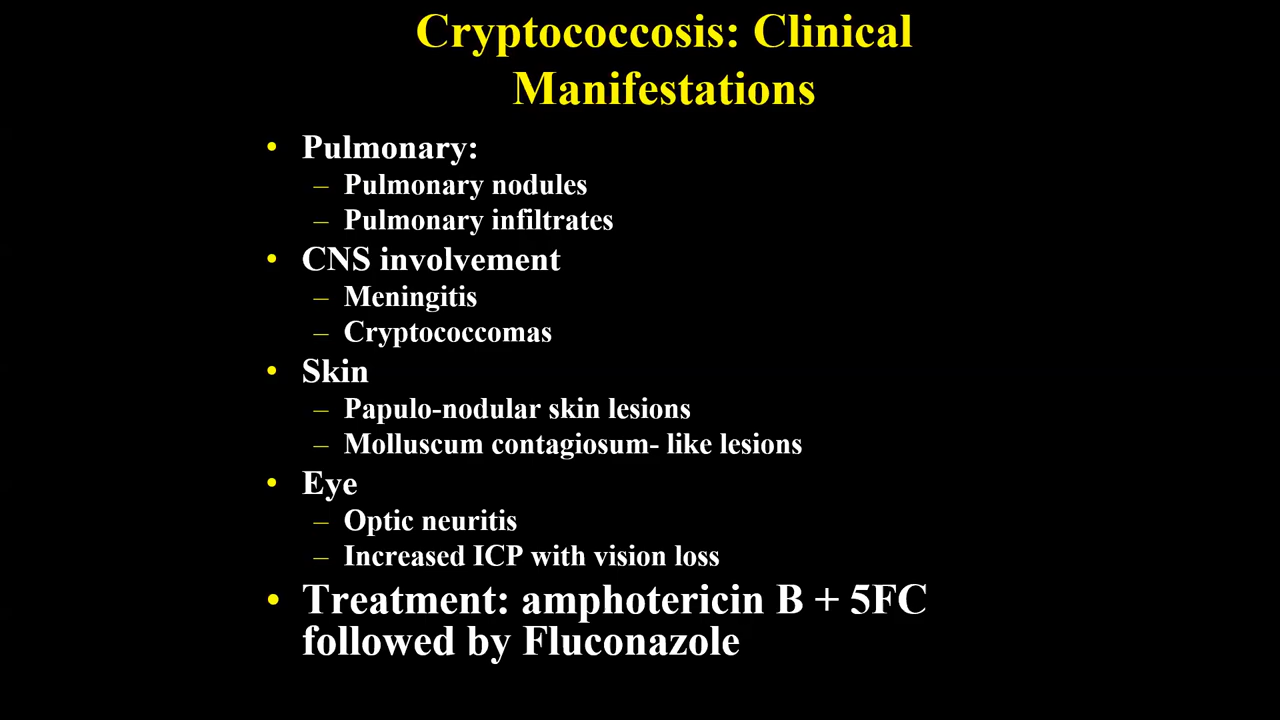 Cryptococcosis: Clinical
Manifestations
• Pulmonary:
– Pulmonary nodules
– Pulmonary infiltrates
• CNS involvement
– Meningitis
– Cryptococcomas
• Skin
– Papulo-nodular skin lesions
– Molluscum contagiosum- like lesions
• Eye
– Optic neuritis
– Increased ICP with vision loss
• Treatment: amphotericin B + 5FC
followed by Fluconazole